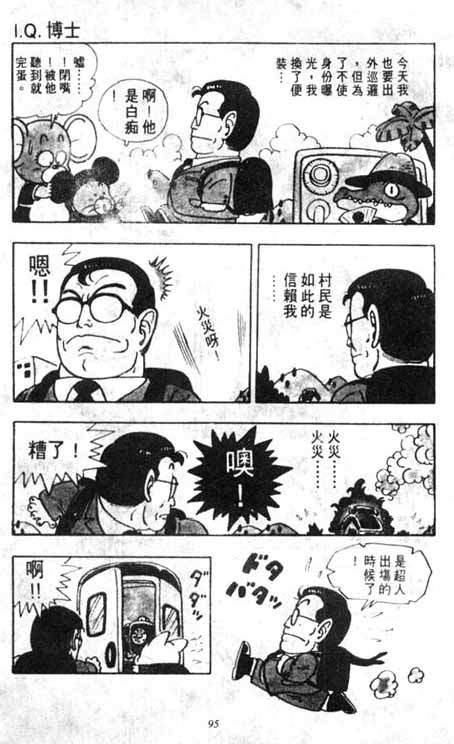 I.Q. 博士
今天我
也要出
外巡邏
，但為
了不使
身份曝
光，我
換了便
裝…
啊！他
是白痴
噓……
！閉嘴
！被他
聽到就
完蛋。
村民是
如此的
信賴我
……
火災呀！
嗯!!
火災……
火災……
噢！
糟了！
是超人
出場的
時候了
！
ドタ
バタッ
ダダダッ
啊!!
95